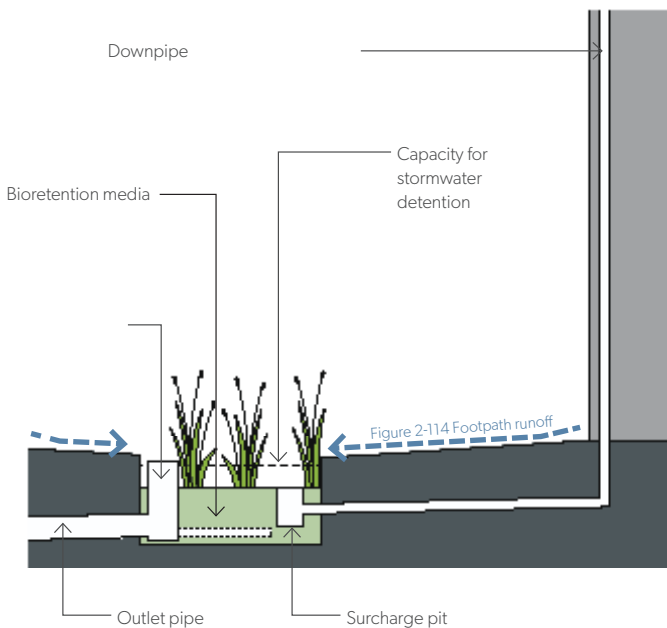 Downpipe
Capacity for
stormwater
detention
Bioretention media
Figure 2-114 Footpath runoff
Outlet pipe
Surcharge pit